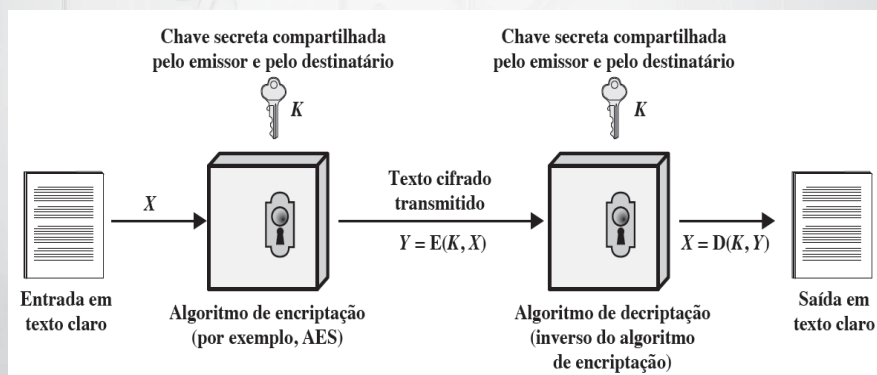 Chave secreta compartilhada
pelo emissor e pelo destinatário
K
Chave secreta compartilhada
pelo emissor e pelo destinatário
K
X
Texto cifrado
transmitido
Y = E(K, X)
X = D(K, Y)
Entrada em
texto claro
Algoritmo de encriptação
(por exemplo, AES)
Algoritmo de decriptação
(inverso do algoritmo
de encriptação)
Saída em
texto claro